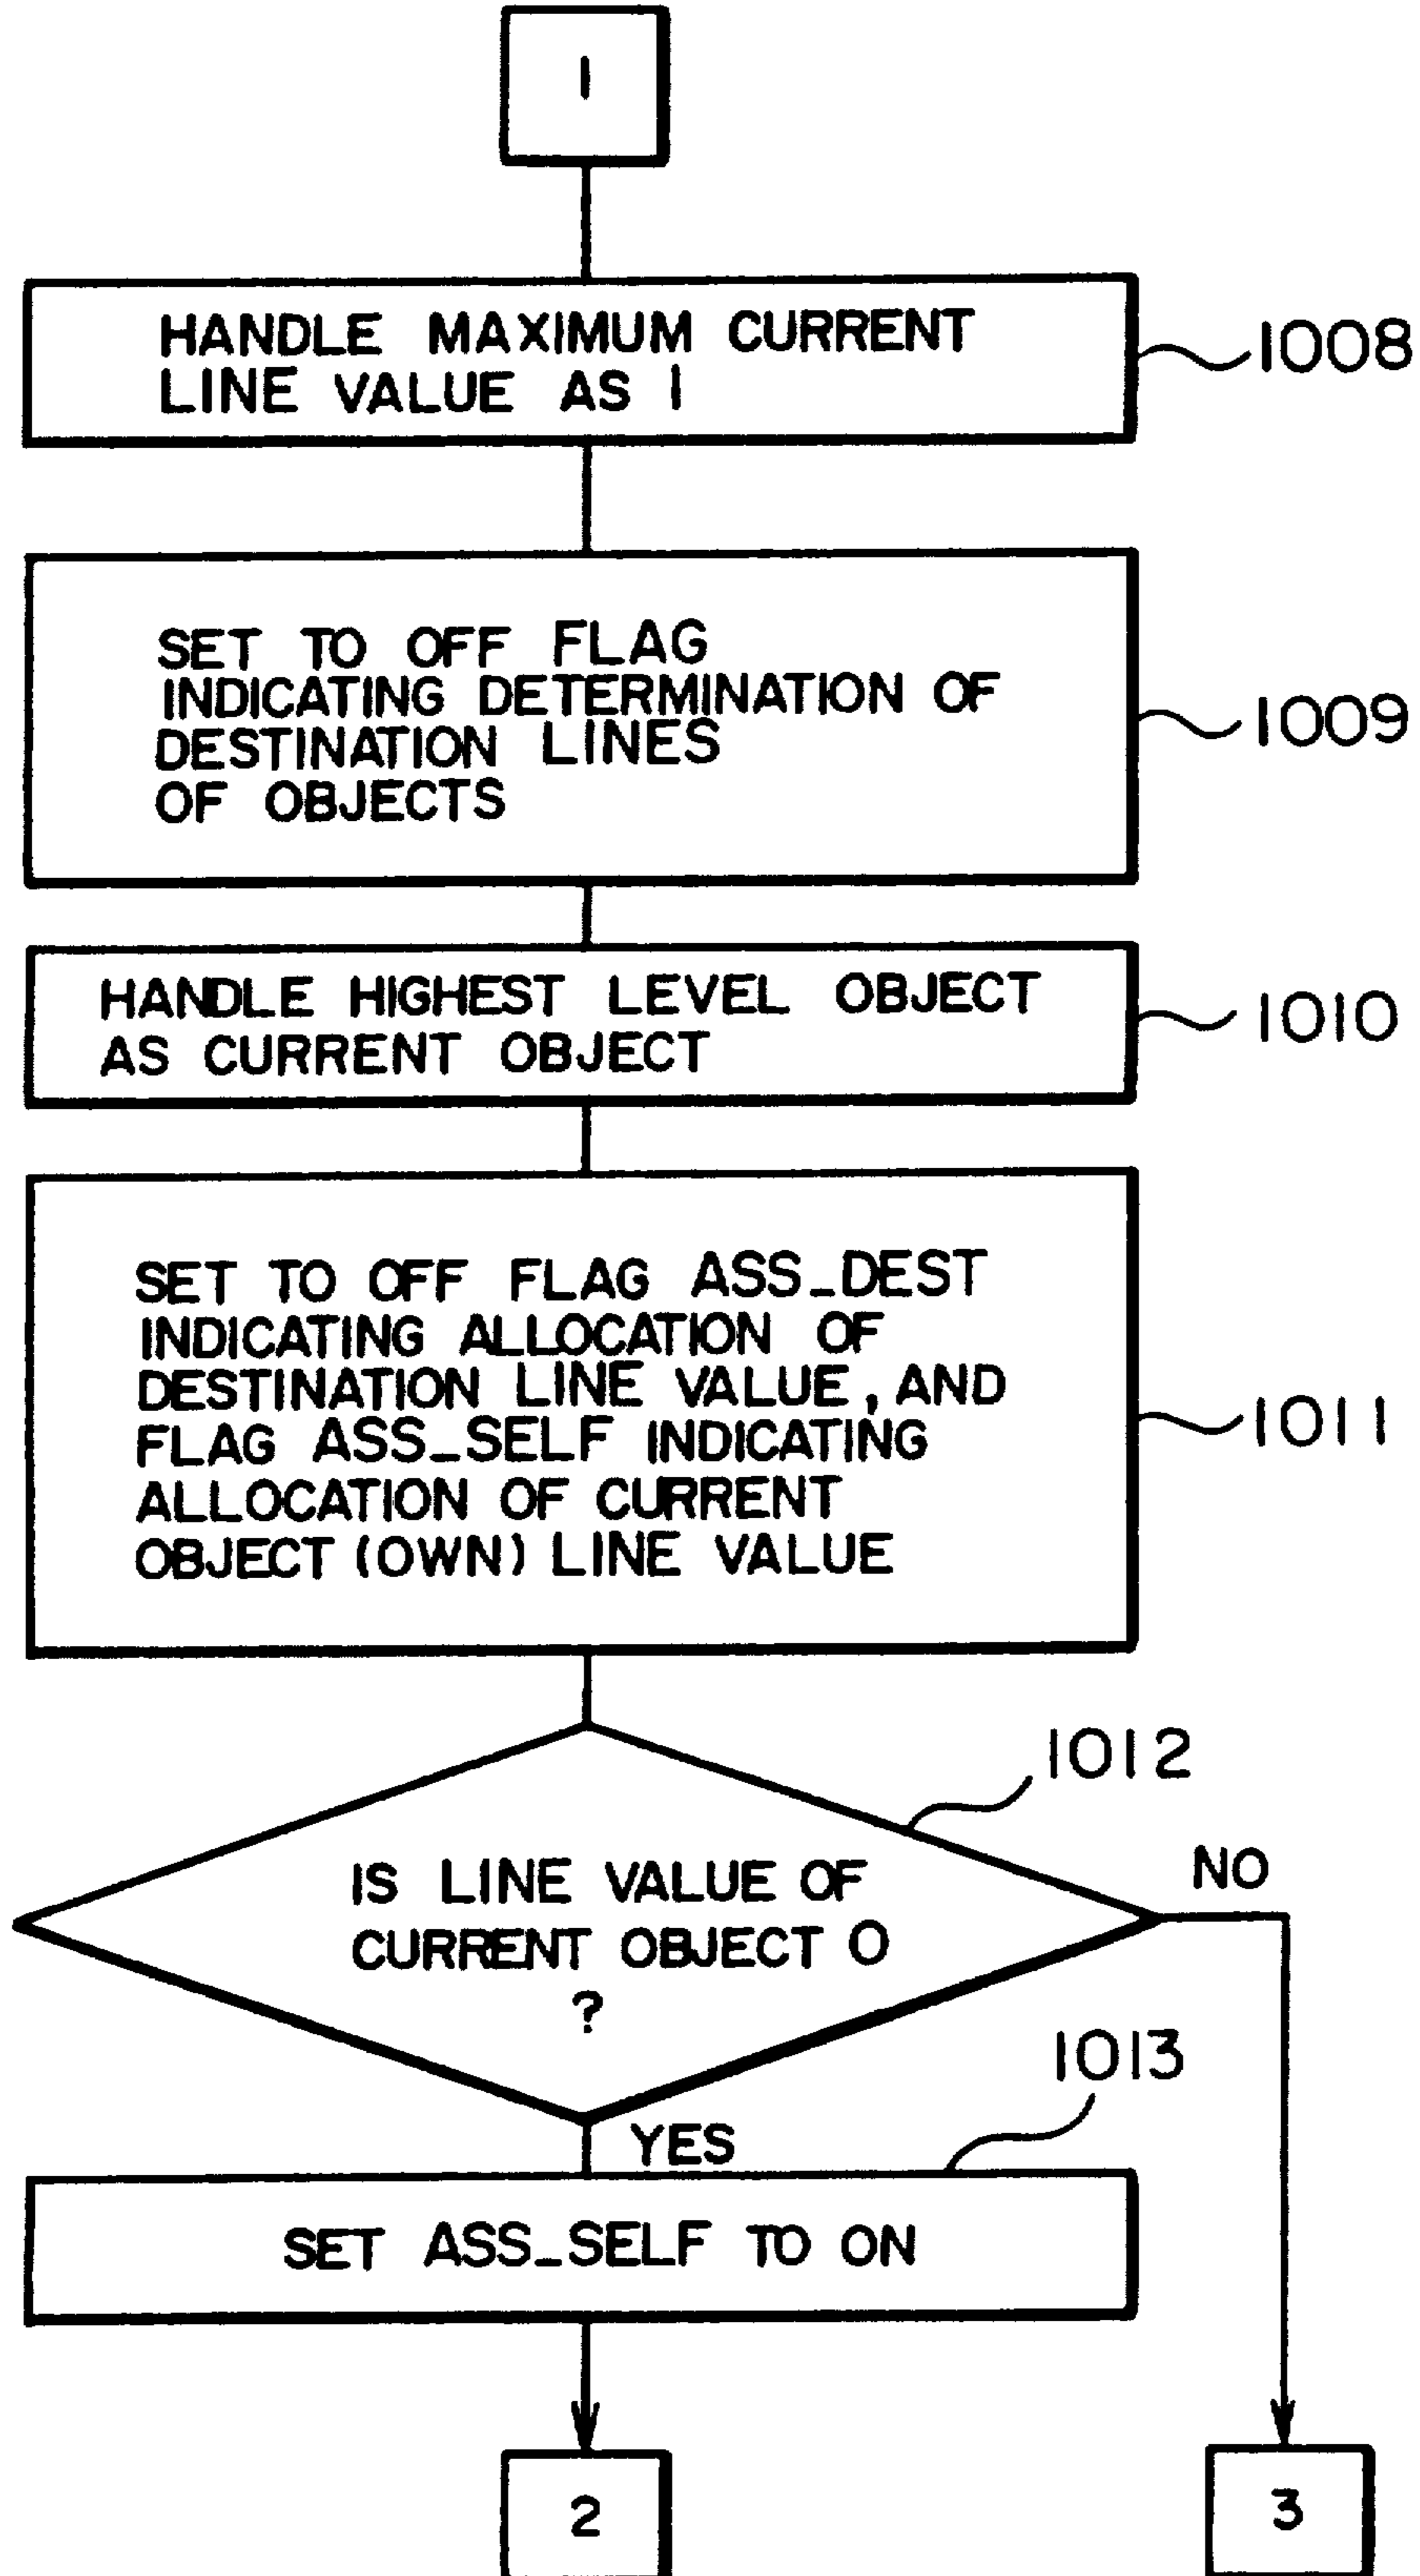 1
HANDLE MAXIMUM CURRENT
LINE VALUE AS 1
1008
SET TO OFF FLAG
INDICATING DETERMINATION OF
DESTINATION LINES
OF OBJECTS
1009
HANDLE HIGHEST LEVEL OBJECT
AS CURRENT OBJECT
1010
SET TO OFF FLAG ASS_DEST
INDICATING ALLOCATION OF
DESTINATION LINE VALUE, AND
FLAG ASS_SELF INDICATING
ALLOCATION OF CURRENT
OBJECT (OWN) LINE VALUE
1011
1012
IS LINE VALUE OF
CURRENT OBJECT 0
?
NO
YES
1013
SET ASS_SELF TO ON
2
3